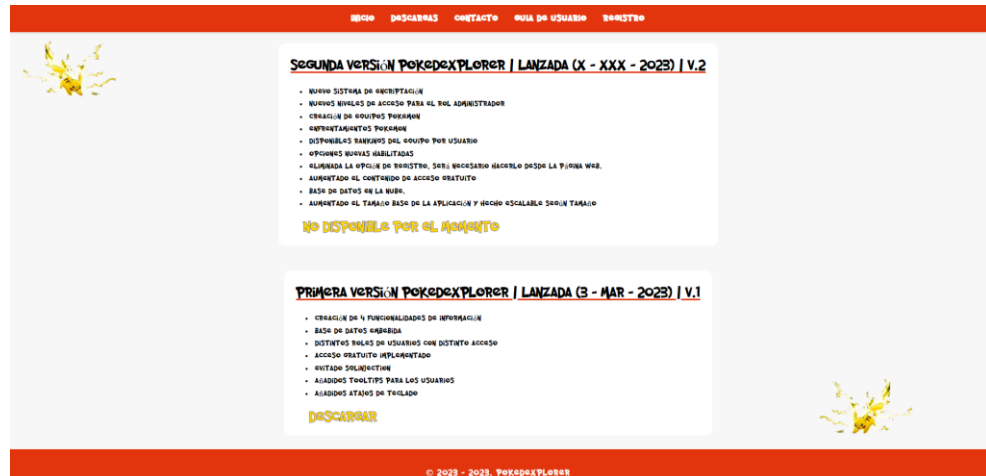 INICIO DESCARGAS CONTACTO GUIA DE USUARIO REGISTRO
SEGUNDA VERSIÓN POKEDEXPLORER | LANZADA (X - XXX - 2023) | V.2
NUEVO SISTEMA DE ENCRIPTACIÓN
NUEVOS NIVELES DE ACCESO PARA EL ROL ADMINISTRADOR
CREACIÓN DE EQUIPOS POKEMON
ENFRENTAMIENTOS POKEMON
DISPONIBLES RANKINGS DEL EQUIPO POR USUARIO
OPCIONES NUEVAS HABILITADAS
ELIMINADA LA OPCIÓN DE REGISTRO, SERÁ NECESARIO HACERLO DESDE LA PÁGINA WEB.
AUMENTADO EL CONTENIDO DE ACCESO GRATUITO
BASE DE DATOS EN LA NUBE.
AUMENTADO EL TAMAÑO BASE DE LA APLICACIÓN Y HECHO ESCALABLE SEGÚN TAMAÑO
NO DISPONIBLE POR EL MOMENTO
PRIMERA VERSIÓN POKEDEXPLORER | LANZADA (3 - MAR - 2023) | V.1
CREACIÓN DE 4 FUNCIONALIDADES DE INFORMACIÓN
BASE DE DATOS EMBEBIDA
DISTINTOS ROLES DE USUARIOS CON DISTINTO ACCESO
ACCESO GRATUITO IMPLEMENTADO
EVITADO SQLINJECTION
AÑADIDOS TOOLTIPS PARA LOS USUARIOS
AÑADIDOS ATAJOS DE TECLADO
DESCARGAR
© 2023 - 2023. POKEDEXPLORER